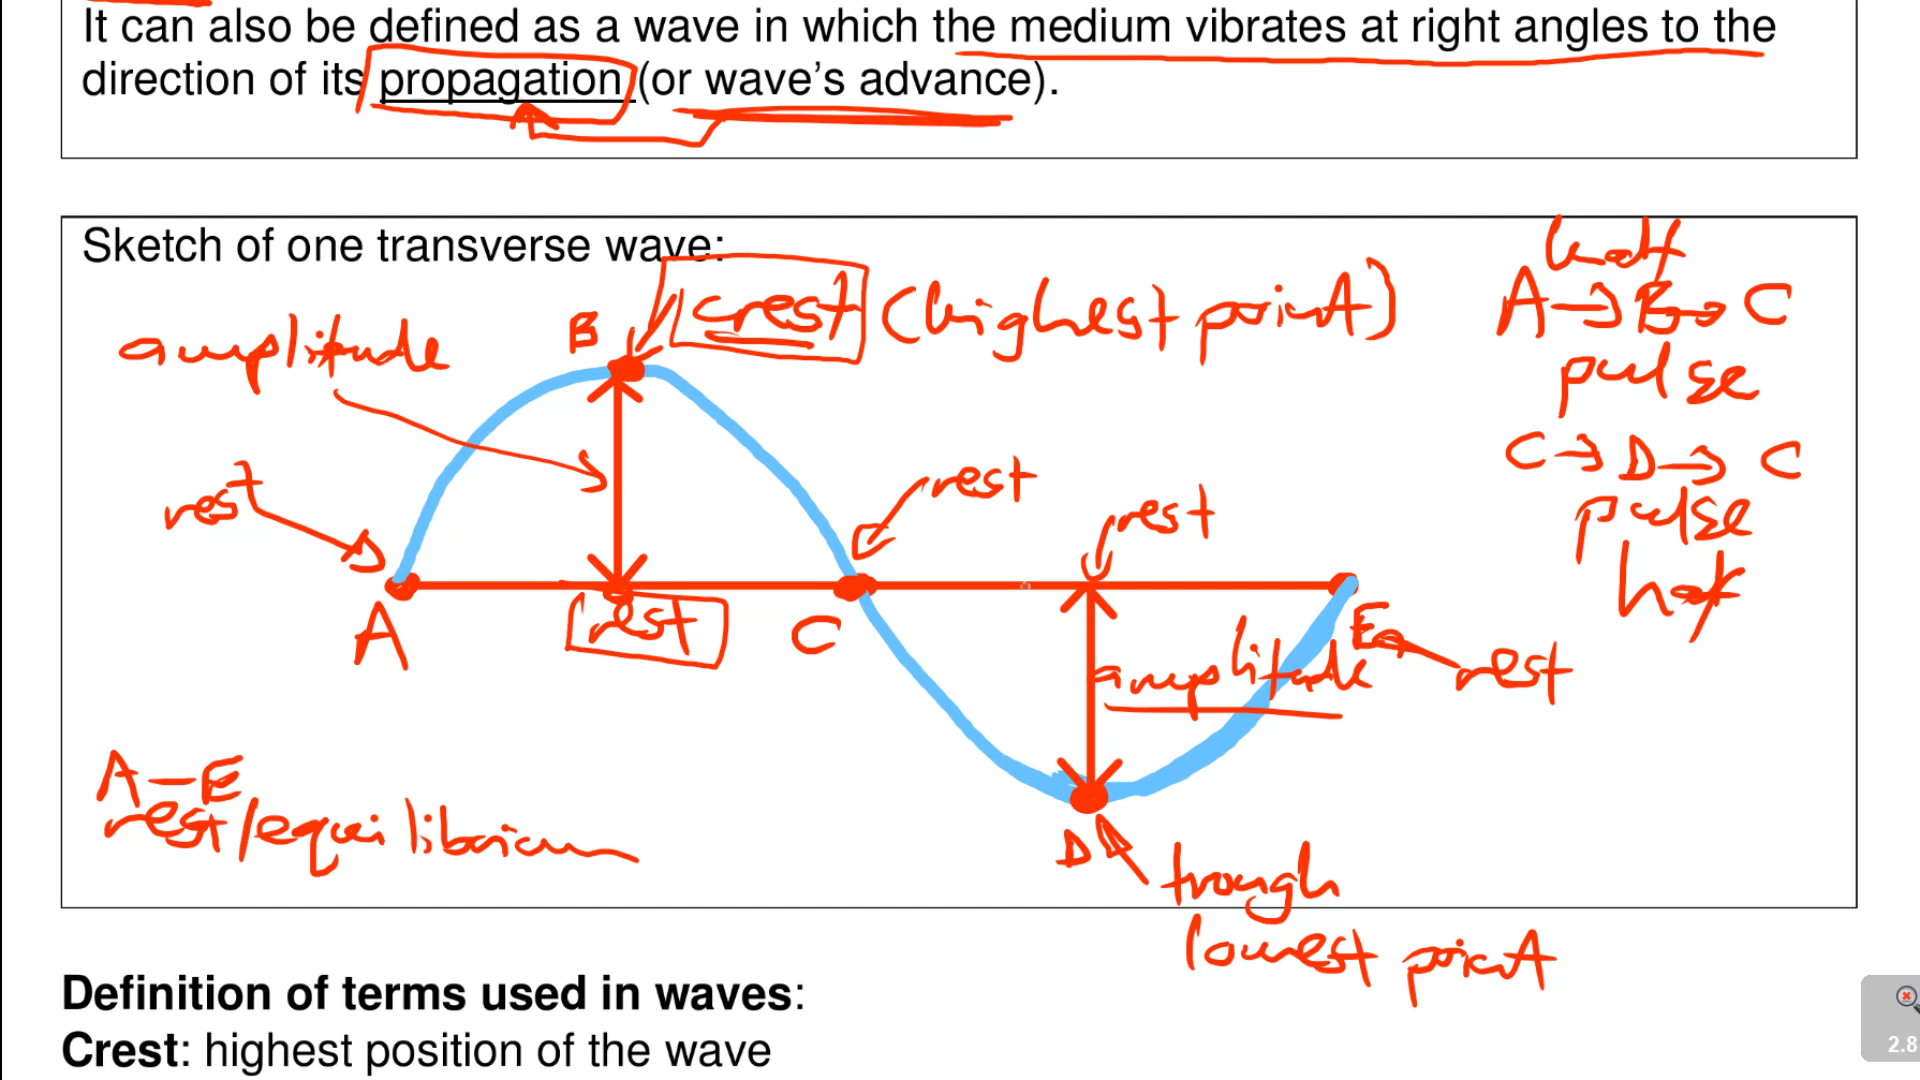 It can also be defined as a wave in which the medium vibrates at right angles to the
direction of its propagation (or wave's advance).
Sketch of one transverse wave:
crest (highest point)
half
A → B → C
pulse
C → D → C
pulse
half
amplitude
B
rest
rest
rest
A
rest
C
E
rest
amplitude
A - E
rest/equilibrium
D
trough
lowest point
Definition of terms used in waves:
Crest: highest position of the wave
2.8